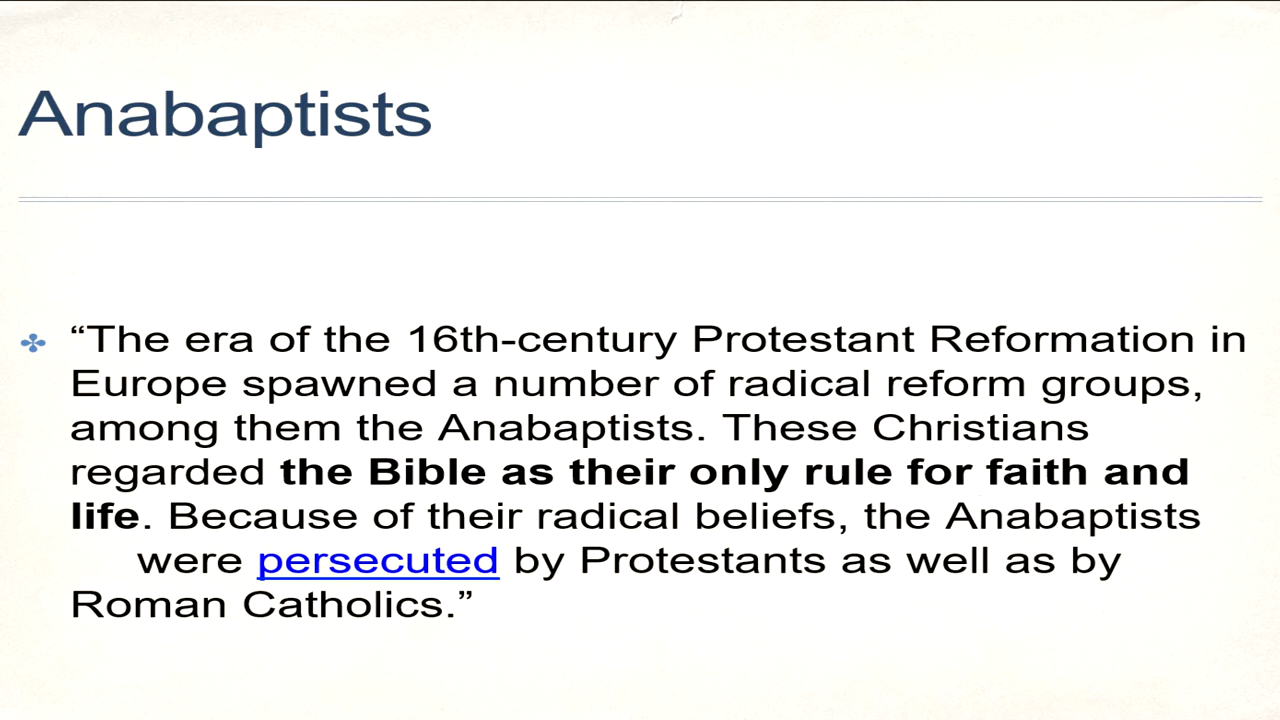 Anabaptists
“The era of the 16th-century Protestant Reformation in
Europe spawned a number of radical reform groups,
among them the Anabaptists. These Christians
regarded the Bible as their only rule for faith and
life. Because of their radical beliefs, the Anabaptists
were persecuted by Protestants as well as by
Roman Catholics.”